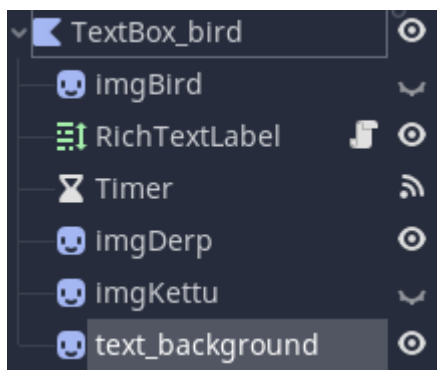 TextBox_bird
imgBird
RichTextLabel
Timer
imgDerp
imgKettu
text_background